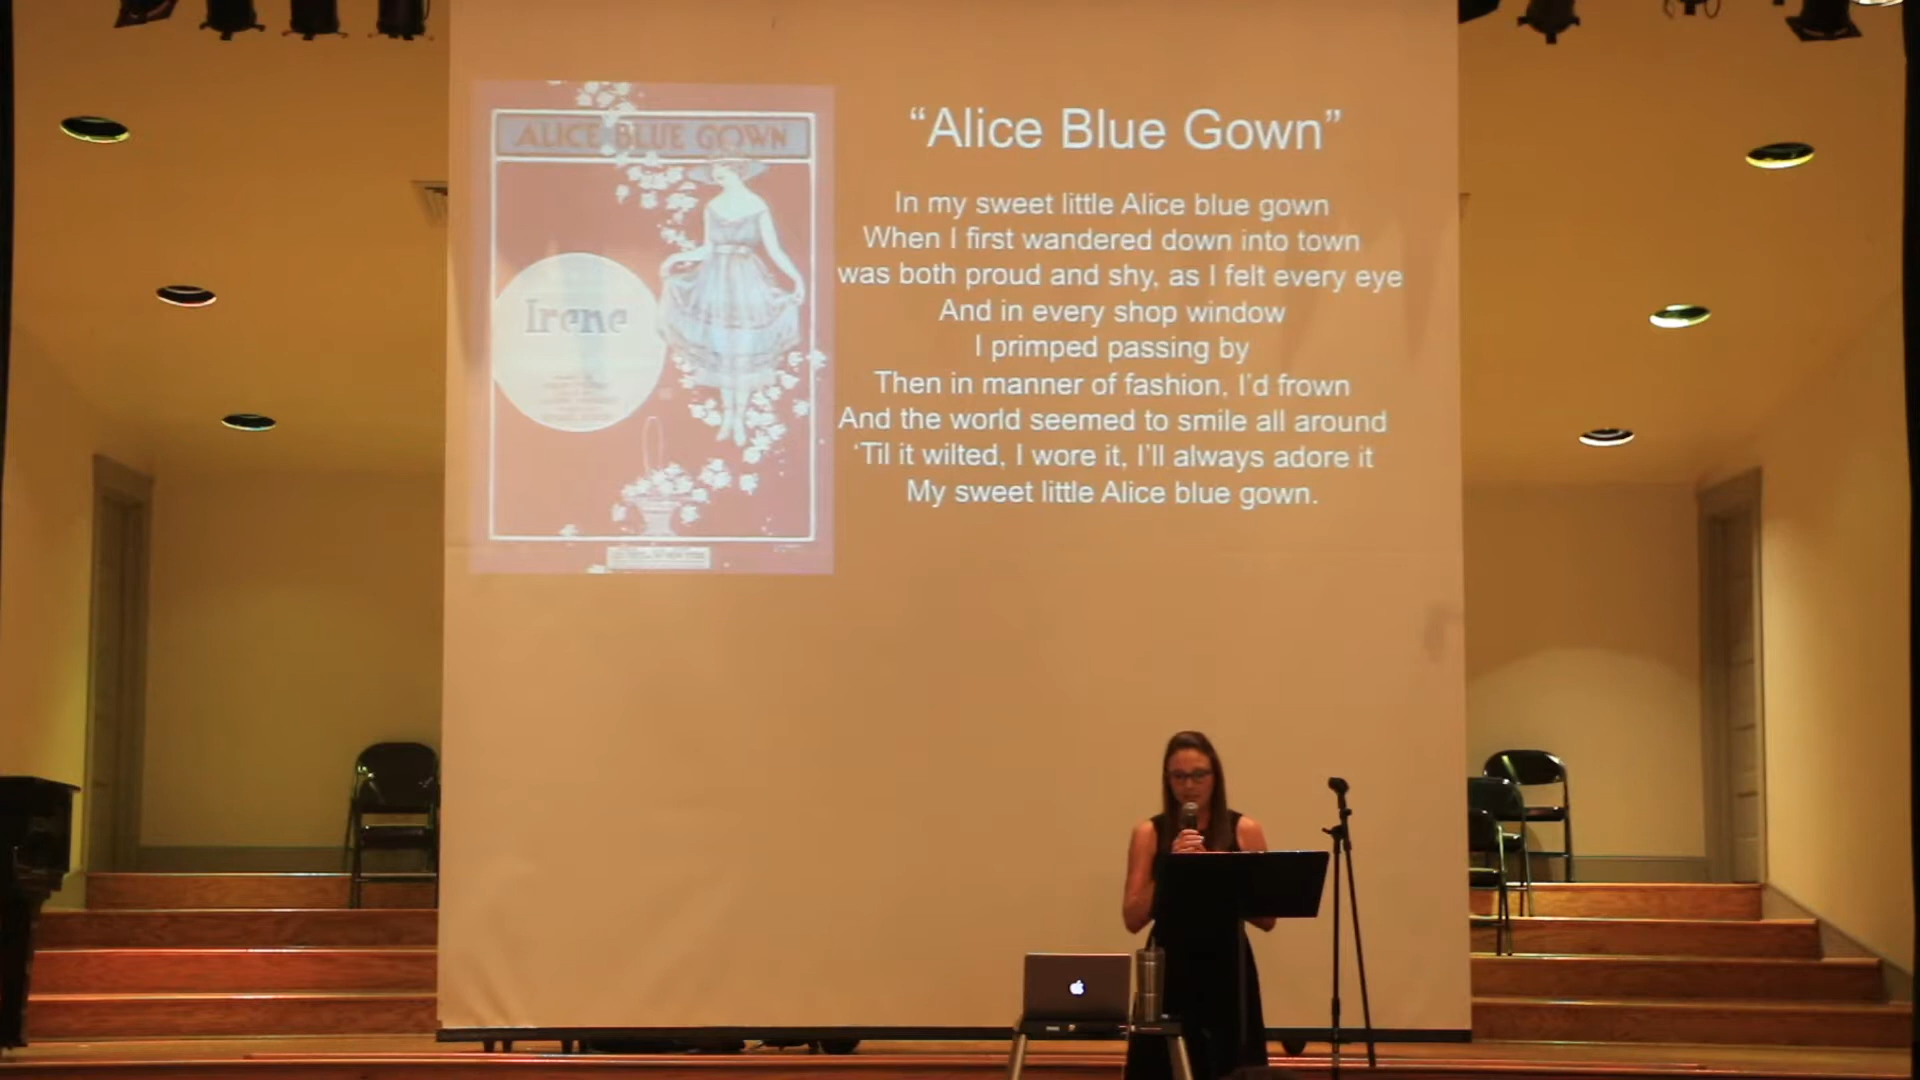 ALICE BLUE GOWN
Irene
“Alice Blue Gown”
In my sweet little Alice blue gown
When I first wandered down into town
was both proud and shy, as I felt every eye
And in every shop window
I primped passing by
Then in manner of fashion, I’d frown
And the world seemed to smile all around
‘Til it wilted, I wore it, I’ll always adore it
My sweet little Alice blue gown.